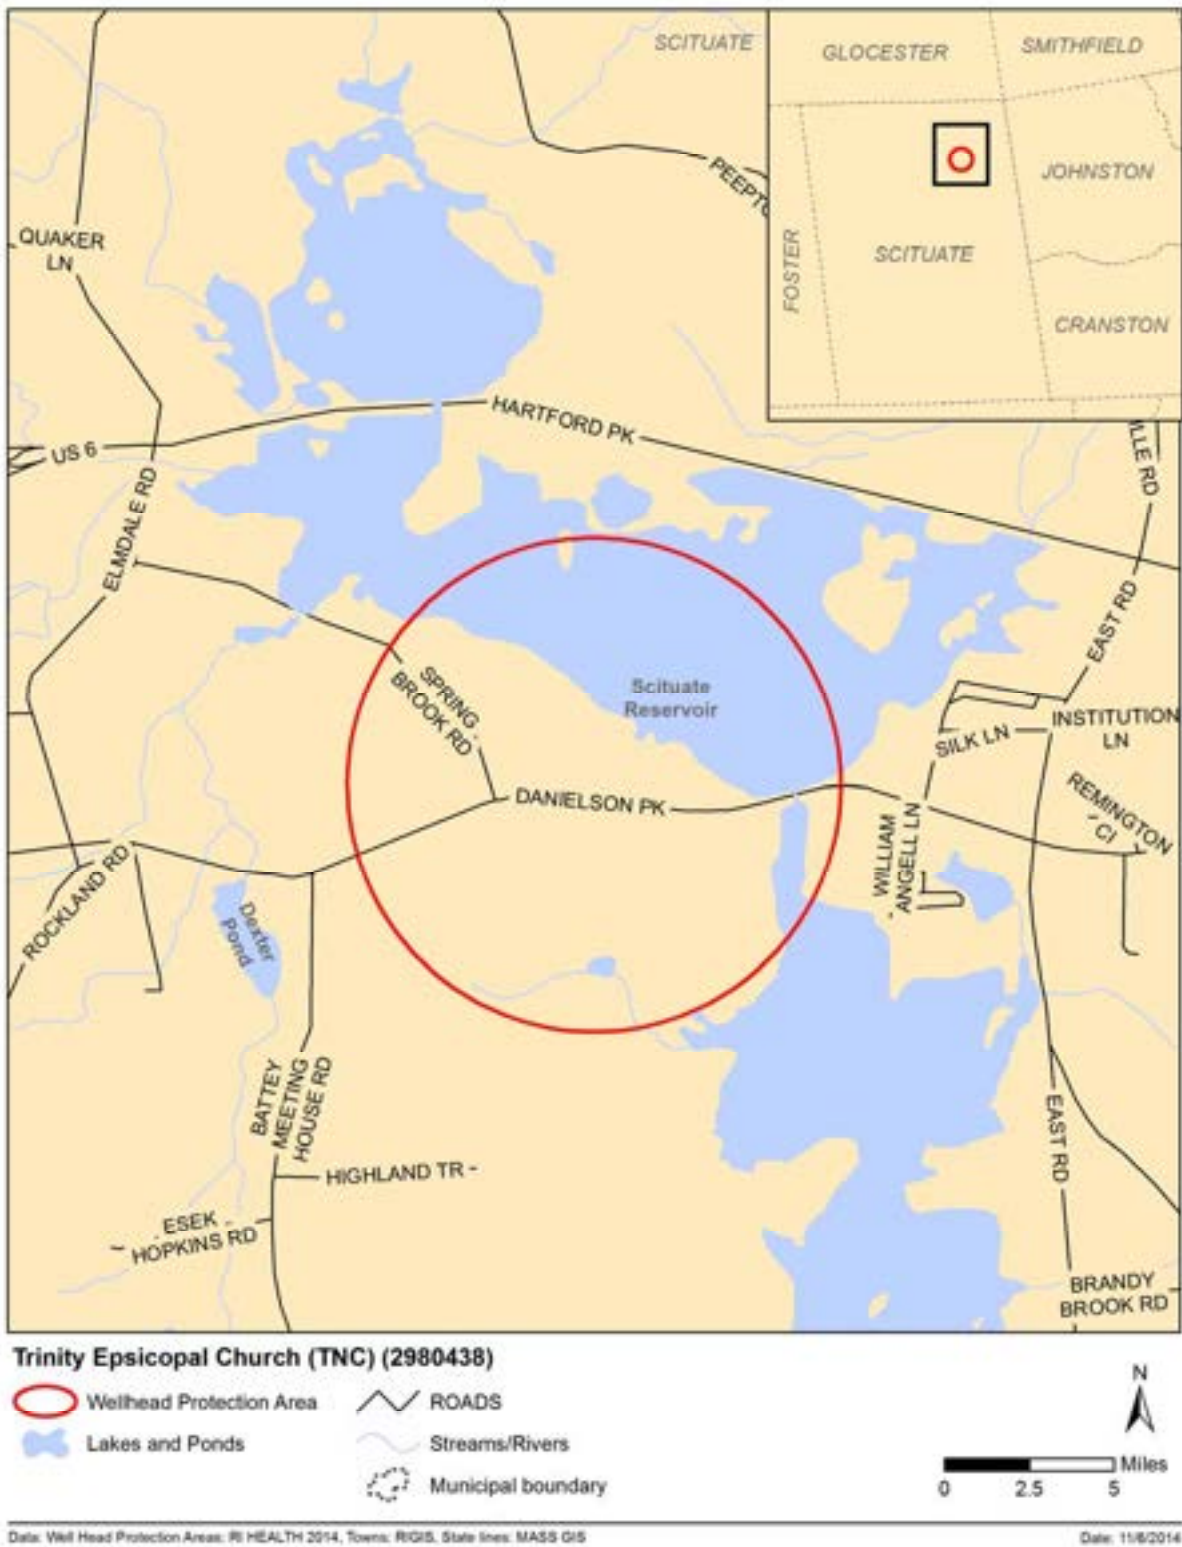 SCITUATE
GLOCESTER
SMITHFIELD
JOHNSTON
FOSTER
SCITUATE
CRANSTON
PEEPTO
QUAKER
LN
HARTFORD PK
US 6
ILLE RD
ELMDALE RD
EAST RD
SPRING
BROOK RD
Scituate
Reservoir
INSTITUTION
LN
SILK LN
DANIELSON PK
REMINGTON
CI
WILLIAM
ANGELL LN
ROCKLAND RD
Dexter
Pond
BATTEY
MEETING
HOUSE RD
EAST RD
HIGHLAND TR
ESEK
HOPKINS RD
BRANDY
BROOK RD
Trinity Epsicopal Church (TNC) (2980438)
Wellhead Protection Area
ROADS
Lakes and Ponds
Streams/Rivers
Municipal boundary
N
Miles
0 2.5 5
Data: Well Head Protection Areas: RI HEALTH 2014, Towns: RIGIS, State lines: MASS GIS
Date: 11/6/2014